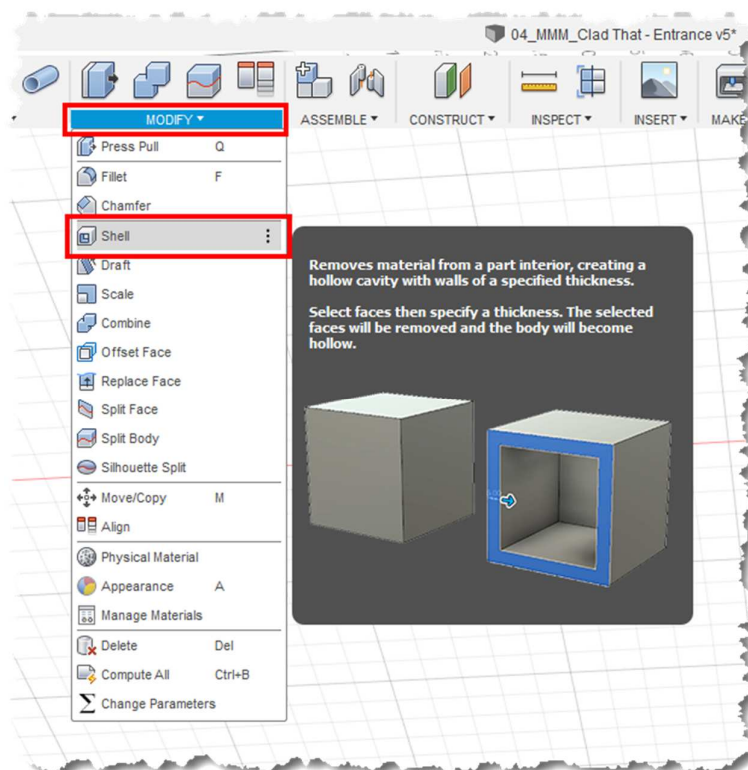 04_MMM_Clad That - Entrance v5*
MODIFY ▾ ASSEMBLE ▾ CONSTRUCT ▾ INSPECT ▾ INSERT ▾ MAKE
Press Pull Q
Fillet F
Chamfer
Shell
Draft
Scale
Combine
Offset Face
Replace Face
Split Face
Split Body
Silhouette Split
Move/Copy M
Align
Physical Material
Appearance A
Manage Materials
Delete Del
Compute All Ctrl+B
Change Parameters
Removes material from a part interior, creating a
hollow cavity with walls of a specified thickness.
Select faces then specify a thickness. The selected
faces will be removed and the body will become
hollow.